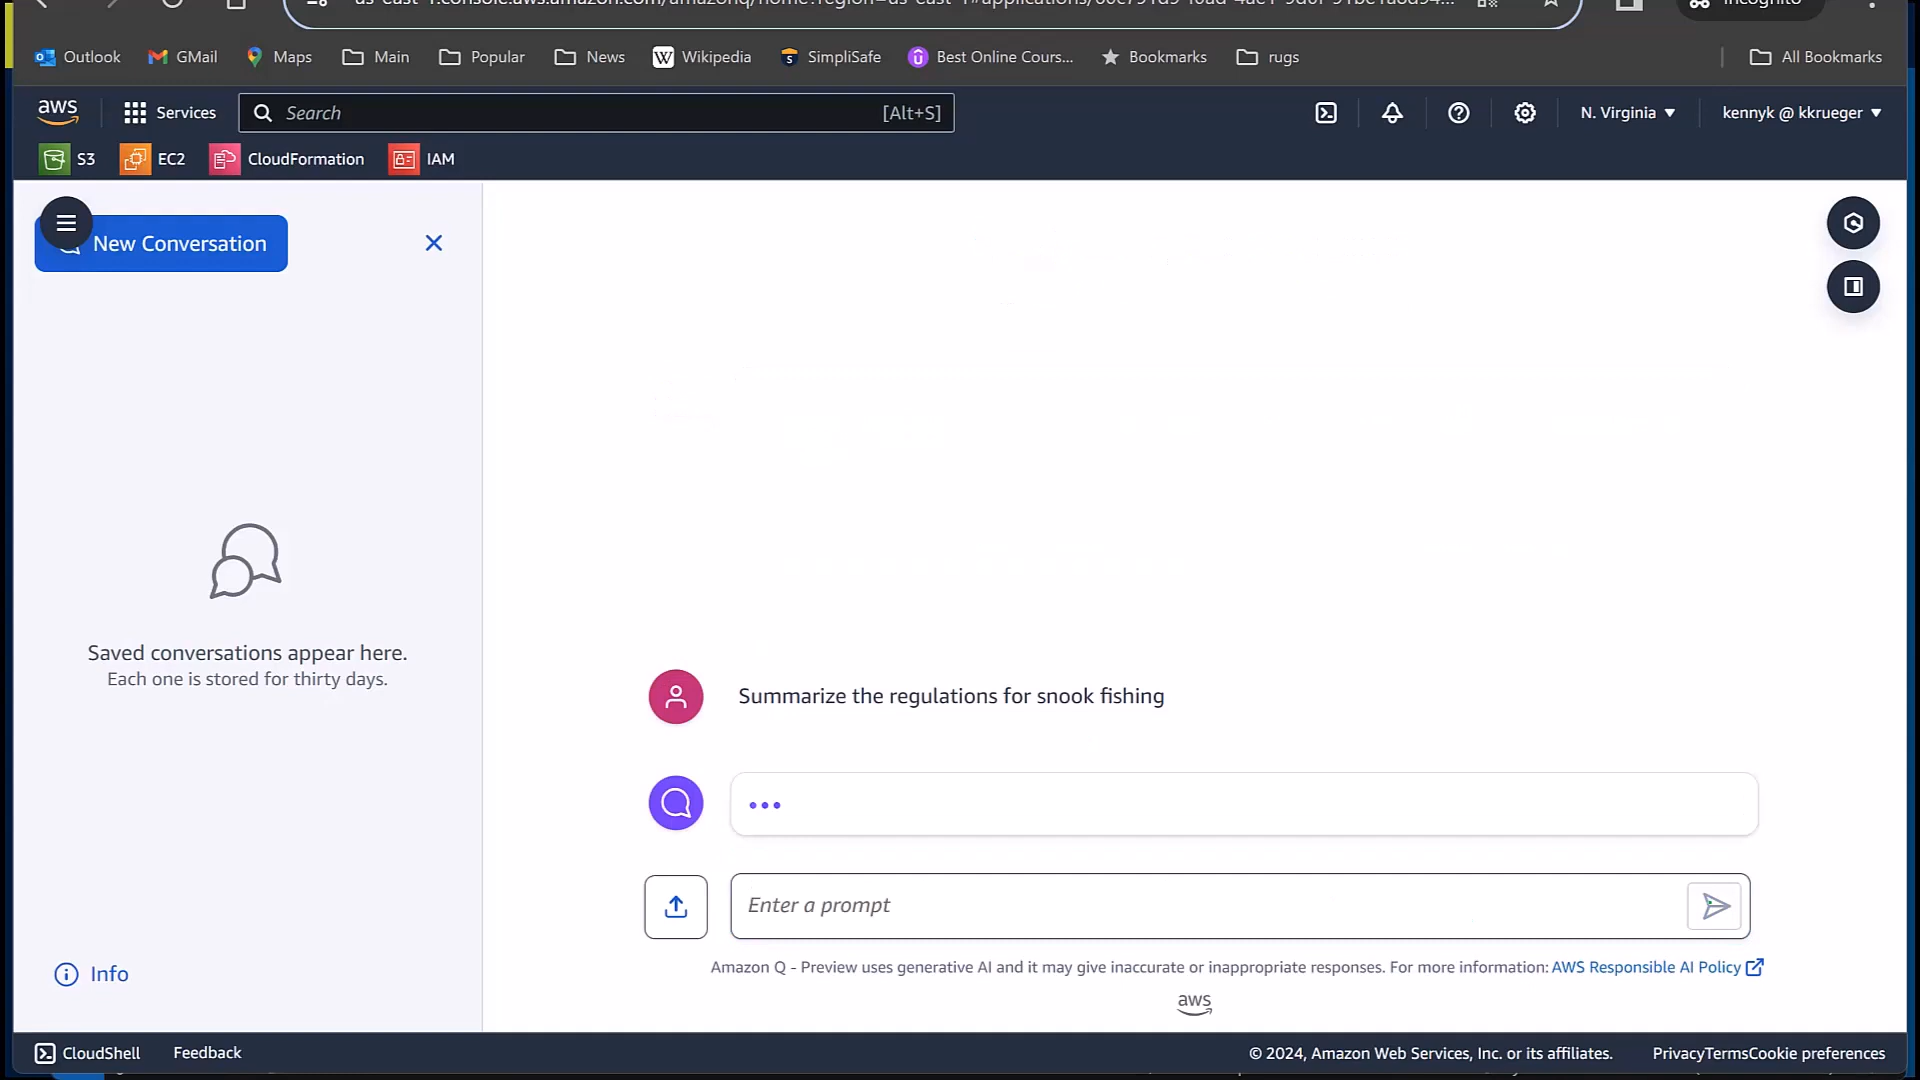 Outlook GMail Maps Main Popular News Wikipedia SimpliSafe Best Online Cours... Bookmarks rugs All Bookmarks
aws Services Search [Alt+S] N. Virginia kennyk @ kkrueger
S3 EC2 CloudFormation IAM
New Conversation
Saved conversations appear here.
Each one is stored for thirty days.
Summarize the regulations for snook fishing
Enter a prompt
Info
Amazon Q - Preview uses generative AI and it may give inaccurate or inappropriate responses. For more information: AWS Responsible AI Policy
aws
CloudShell Feedback © 2024, Amazon Web Services, Inc. or its affiliates. PrivacyTermsCookie preferences